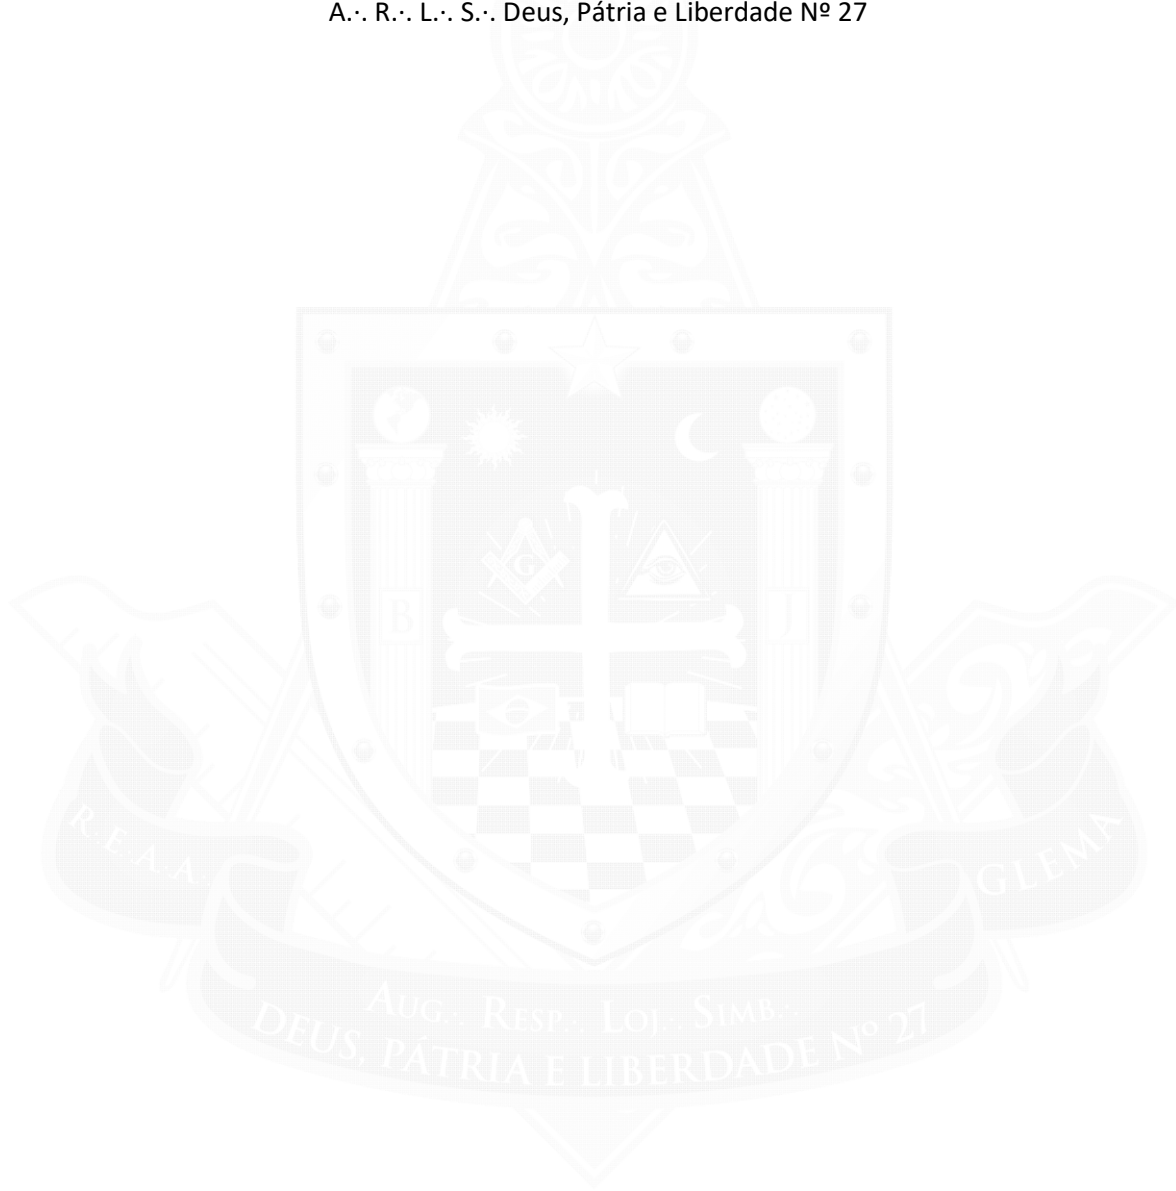 A.·. R.·. L.·. S.·. Deus, Pátria e Liberdade Nº 27
G
B
J
R.E.A.A.
GLEMA
AUG.·. RESP.·. LOJ.·. SIMB.·.
DEUS, PÁTRIA E LIBERDADE Nº 27